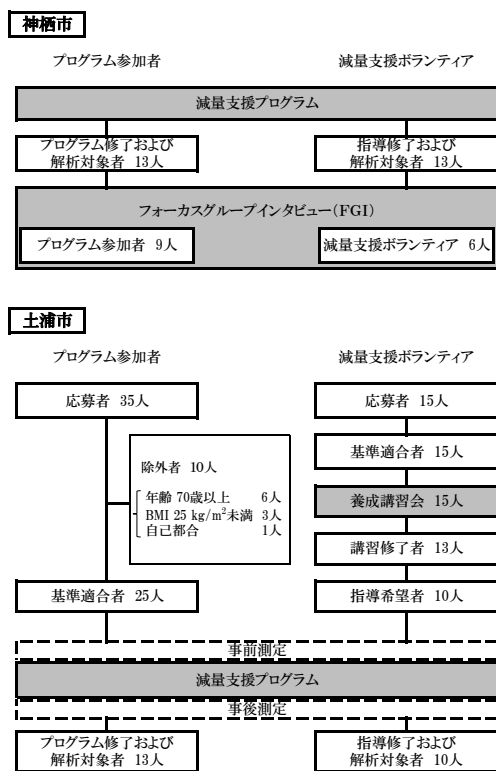 神栖市
プログラム参加者
減量支援ボランティア
減量支援プログラム
プログラム修了および
解析対象者 13人
指導修了および
解析対象者 13人
フォーカスグループインタビュー(FGI)
プログラム参加者 9人
減量支援ボランティア 6人
土浦市
プログラム参加者
減量支援ボランティア
応募者 35人
応募者 15人
基準適合者 15人
除外者 10人
年齢 70歳以上 6人
BMI 25 kg/m²未満 3人
自己都合 1人
養成講習会 15人
講習修了者 13人
基準適合者 25人
指導希望者 10人
事前測定
減量支援プログラム
事後測定
プログラム修了および
解析対象者 13人
指導修了および
解析対象者 10人